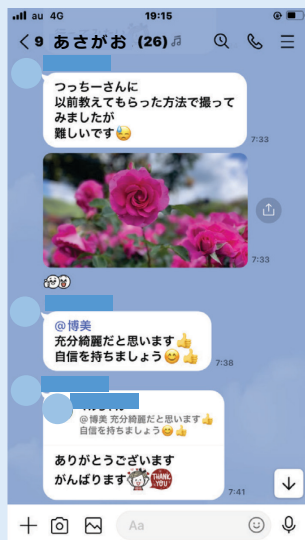 au 4G 19:15
9 あさがお (26)
つっちーさんに
以前教えてもらった方法で撮って
みましたが
難しいです😓
7:33
7:33
@博美
充分綺麗だと思います👍
自信を持ちましょう😊👍
7:38
@博美 充分綺麗だと思います👍
自信を持ちましょう😊👍
ありがとうございます
がんばります
THANK YOU
7:41
Aa